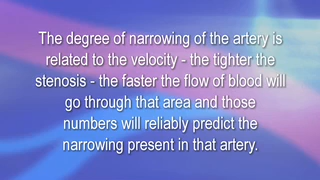 The degree of narrowing of the artery is
related to the velocity - the tighter the
stenosis - the faster the flow of blood will
go through that area and those
numbers will reliably predict the
narrowing present in that artery.